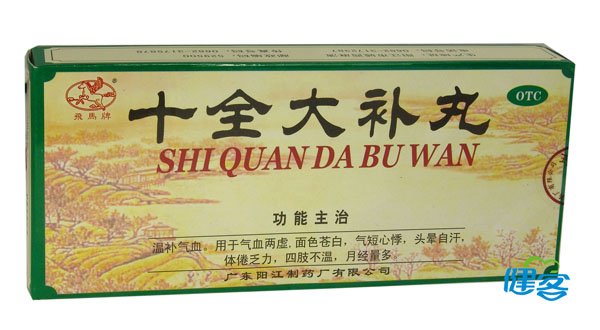 飛馬牌
®
十全大补丸
OTC
SHI QUAN DA BU WAN
功能主治
温补气血。用于气血两虚,面色苍白,气短心悸,头晕自汗,
体倦乏力,四肢不温,月经量多。
广东阳江制药厂有限公司
健客